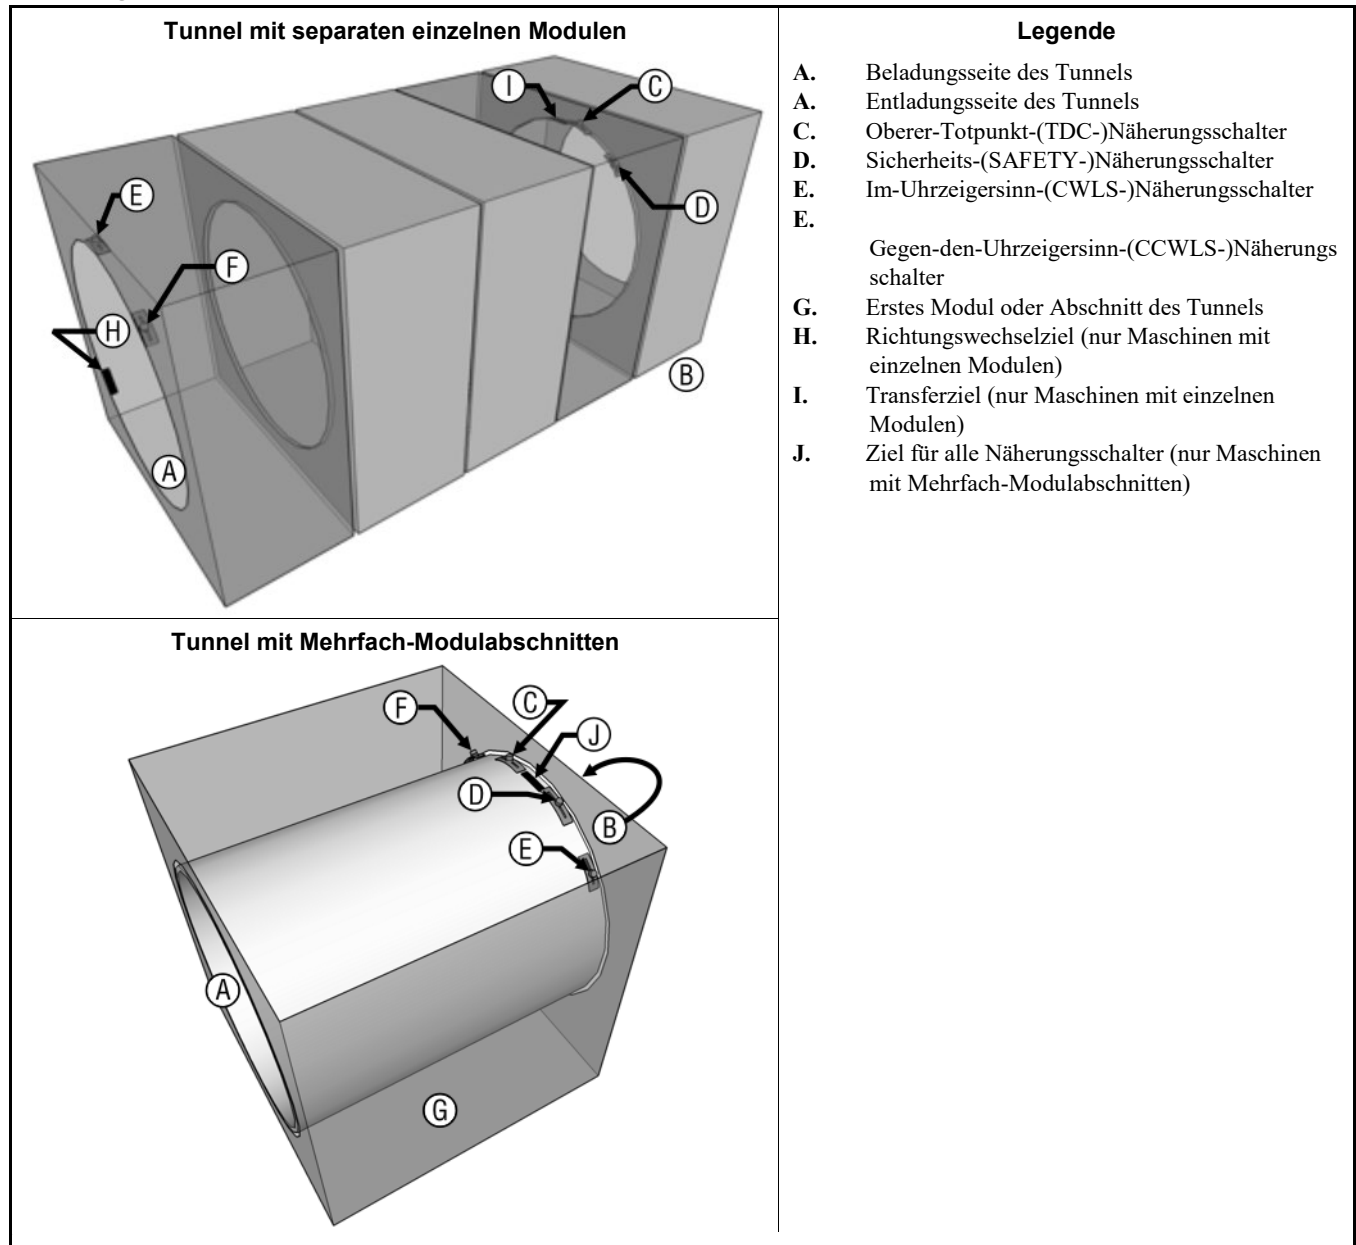 Tunnel mit separaten einzelnen Modulen
I
C
E
D
F
H
B
A
Tunnel mit Mehrfach-Modulabschnitten
F
C
J
D
B
E
A
G
Legende
A. Beladungsseite des Tunnels
A. Entladungsseite des Tunnels
C. Oberer-Totpunkt-(TDC-)Näherungsschalter
D. Sicherheits-(SAFETY-)Näherungsschalter
E. Im-Uhrzeigersinn-(CWLS-)Näherungsschalter
E.
Gegen-den-Uhrzeigersinn-(CCWLS-)Näherungs
schalter
G. Erstes Modul oder Abschnitt des Tunnels
H. Richtungswechselziel (nur Maschinen mit
einzelnen Modulen)
I. Transferziel (nur Maschinen mit einzelnen
Modulen)
J. Ziel für alle Näherungsschalter (nur Maschinen
mit Mehrfach-Modulabschnitten)